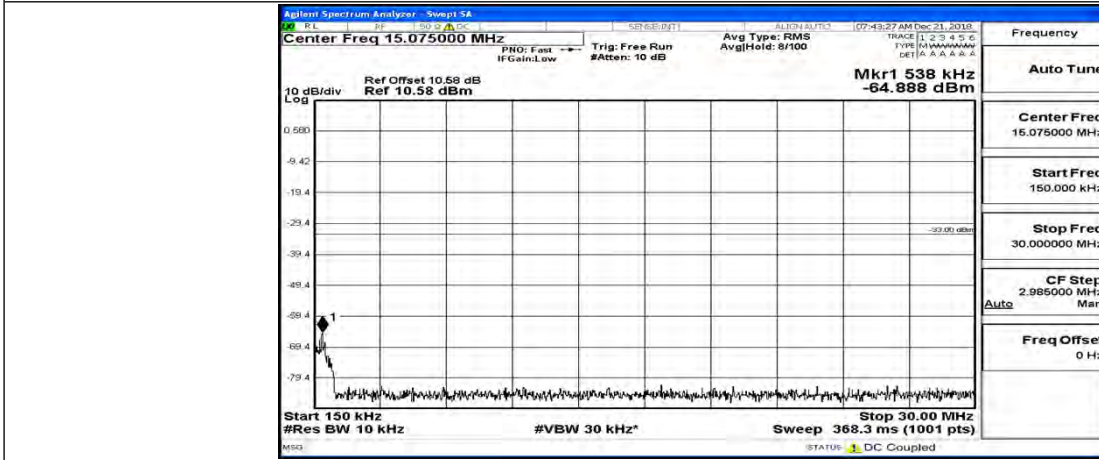 Agilent Spectrum Analyzer - Swept SA
RL RF 50 Ω DC SENSE:INT ALIGN AUTO 07:43:27 AM Dec 21, 2018
Center Freq 15.075000 MHz
PNO: Fast
IFGain:Low
Trig: Free Run
#Atten: 10 dB
Avg Type: RMS
Avg|Hold: 8/100
TRACE 1 2 3 4 5 6
TYPE M WWWWW
DET A A A A A A
Mkr1 538 kHz
-64.888 dBm
Ref Offset 10.58 dB
10 dB/div Ref 10.58 dBm
Log
0.580
-9.42
-19.4
-29.4
-33.00 dBm
-39.4
-49.4
-59.4
1
-69.4
-79.4
Start 150 kHz Stop 30.00 MHz
#Res BW 10 kHz #VBW 30 kHz* Sweep 368.3 ms (1001 pts)
MSG STATUS DC Coupled
Frequency
Auto Tune
Center Freq
15.075000 MHz
Start Freq
150.000 kHz
Stop Freq
30.000000 MHz
CF Step
2.985000 MHz
Auto Man
Freq Offset
0 Hz